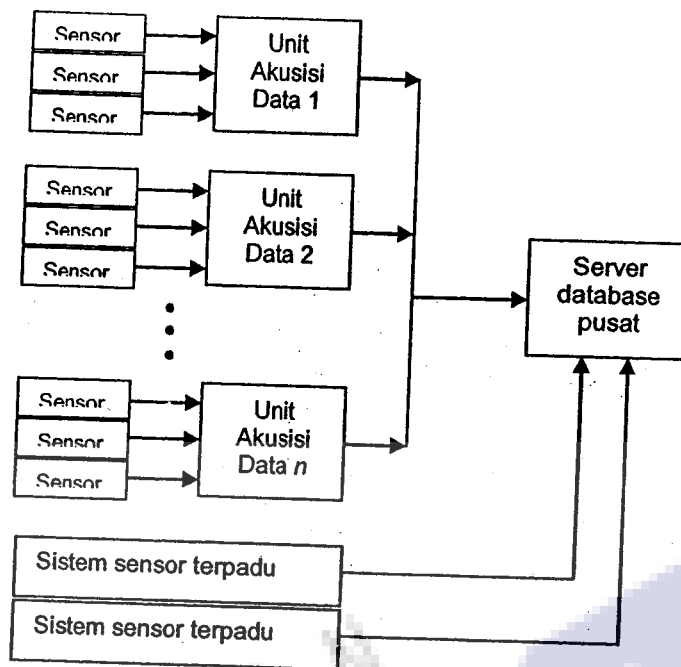 Sensor
Sensor
Sensor
Unit
Akusisi
Data 1
Sensor
Sensor
Sensor
Unit
Akusisi
Data 2
Server
database
pusat
Sensor
Sensor
Sensor
Unit
Akusisi
Data n
Sistem sensor terpadu
Sistem sensor terpadu